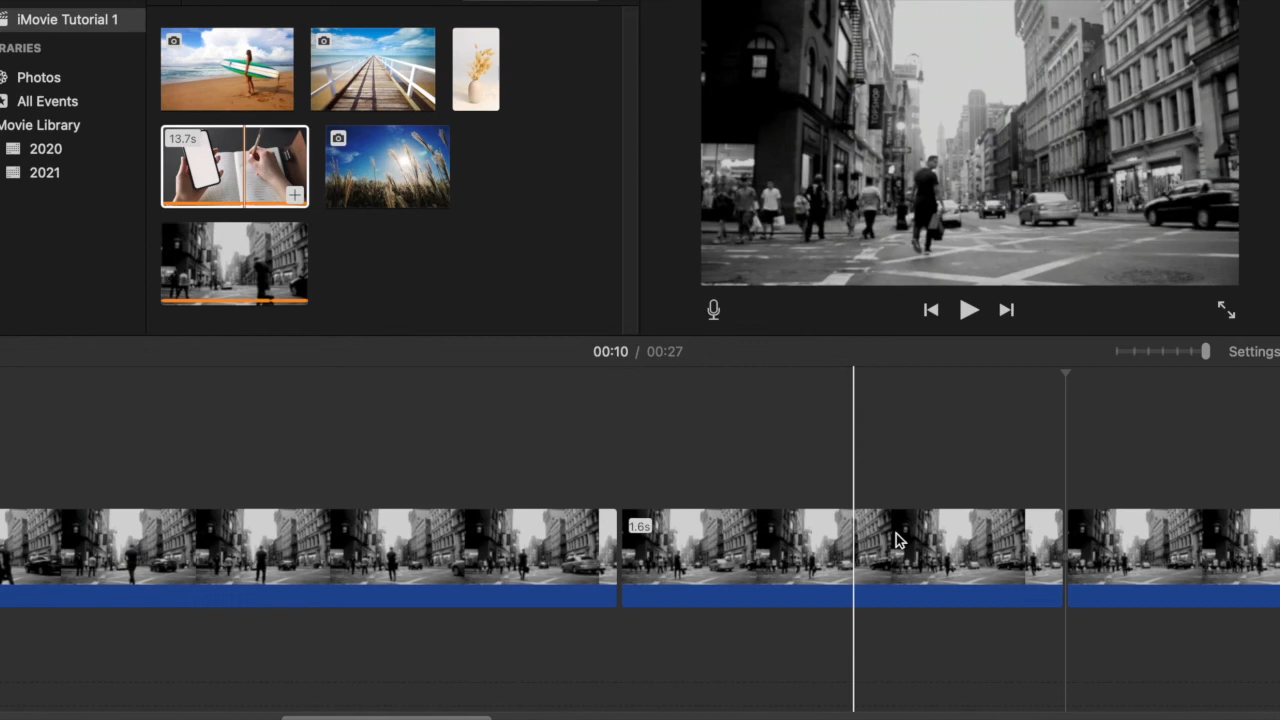 iMovie Tutorial 1
RARIES
Photos
All Events
Movie Library
2020
2021
13.7s
TOPSHOP
00:10 / 00:27
Settings
1.6s